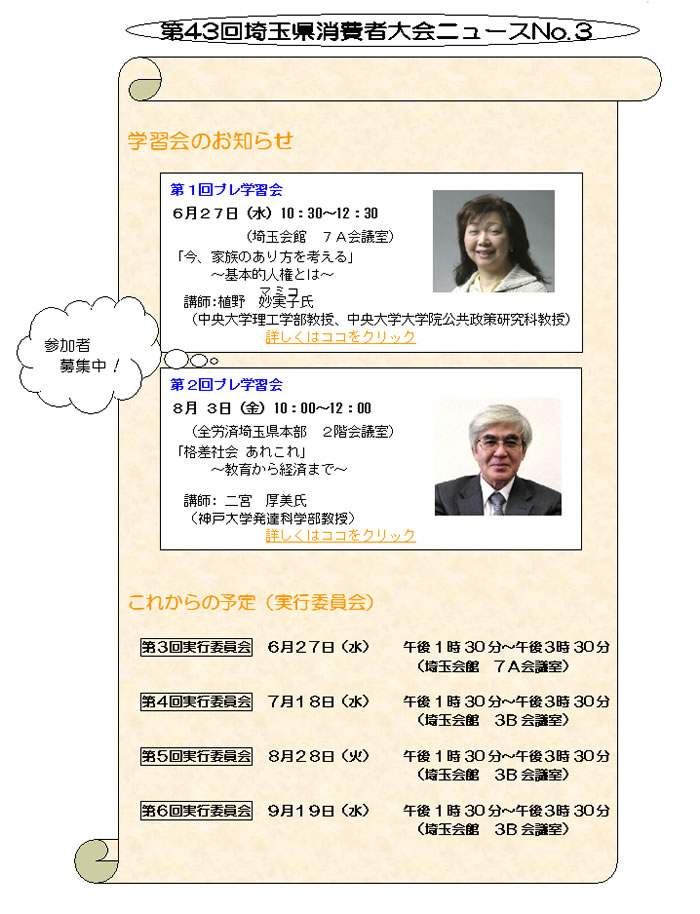 第43回埼玉県消費者大会ニュースNo.3
学習会のお知らせ
第１回プレ学習会
６月２７日（水）10：30～12：30
（埼玉会館　７Ａ会議室）
「今、家族のあり方を考える」
～基本的人権とは～
マミコ
講師:植野　妙実子氏
（中央大学理工学部教授、中央大学大学院公共政策研究科教授）
詳しくはココをクリック
参加者
募集中！
第２回プレ学習会
８月 ３日（金）10：00～12：00
（全労済埼玉県本部　２階会議室）
「格差社会 あれこれ」
～教育から経済まで～
講師: 二宮　厚美氏
（神戸大学発達科学部教授）
詳しくはココをクリック
これからの予定（実行委員会）
第３回実行委員会　６月２７日（水）　午後１時30分～午後３時30分
（埼玉会館　７Ａ会議室）
第４回実行委員会　７月１８日（水）　午後１時30分～午後３時30分
（埼玉会館　３Ｂ会議室）
第５回実行委員会　８月２８日（火）　午後１時30分～午後３時30分
（埼玉会館　３Ｂ会議室）
第６回実行委員会　９月１９日（水）　午後１時30分～午後３時30分
（埼玉会館　３Ｂ会議室）